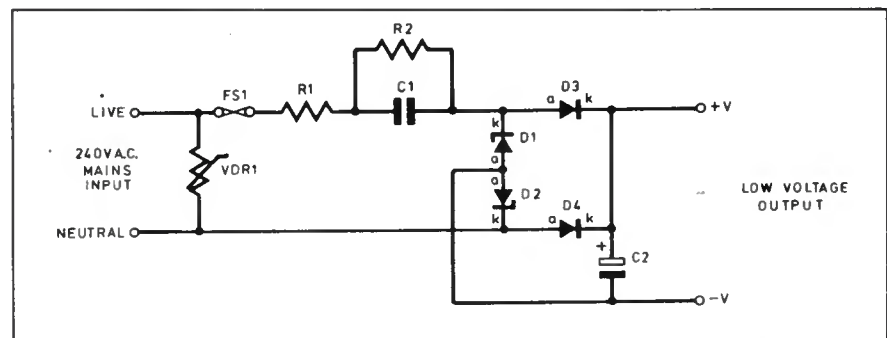 R2
FS1
R1
C1
D3
LIVE
a
k
+V
k
D1
240V A.C.
MAINS
INPUT
VDR1
a
a
D2
LOW VOLTAGE
OUTPUT
k
D4
NEUTRAL
a
k
+
C2
-V